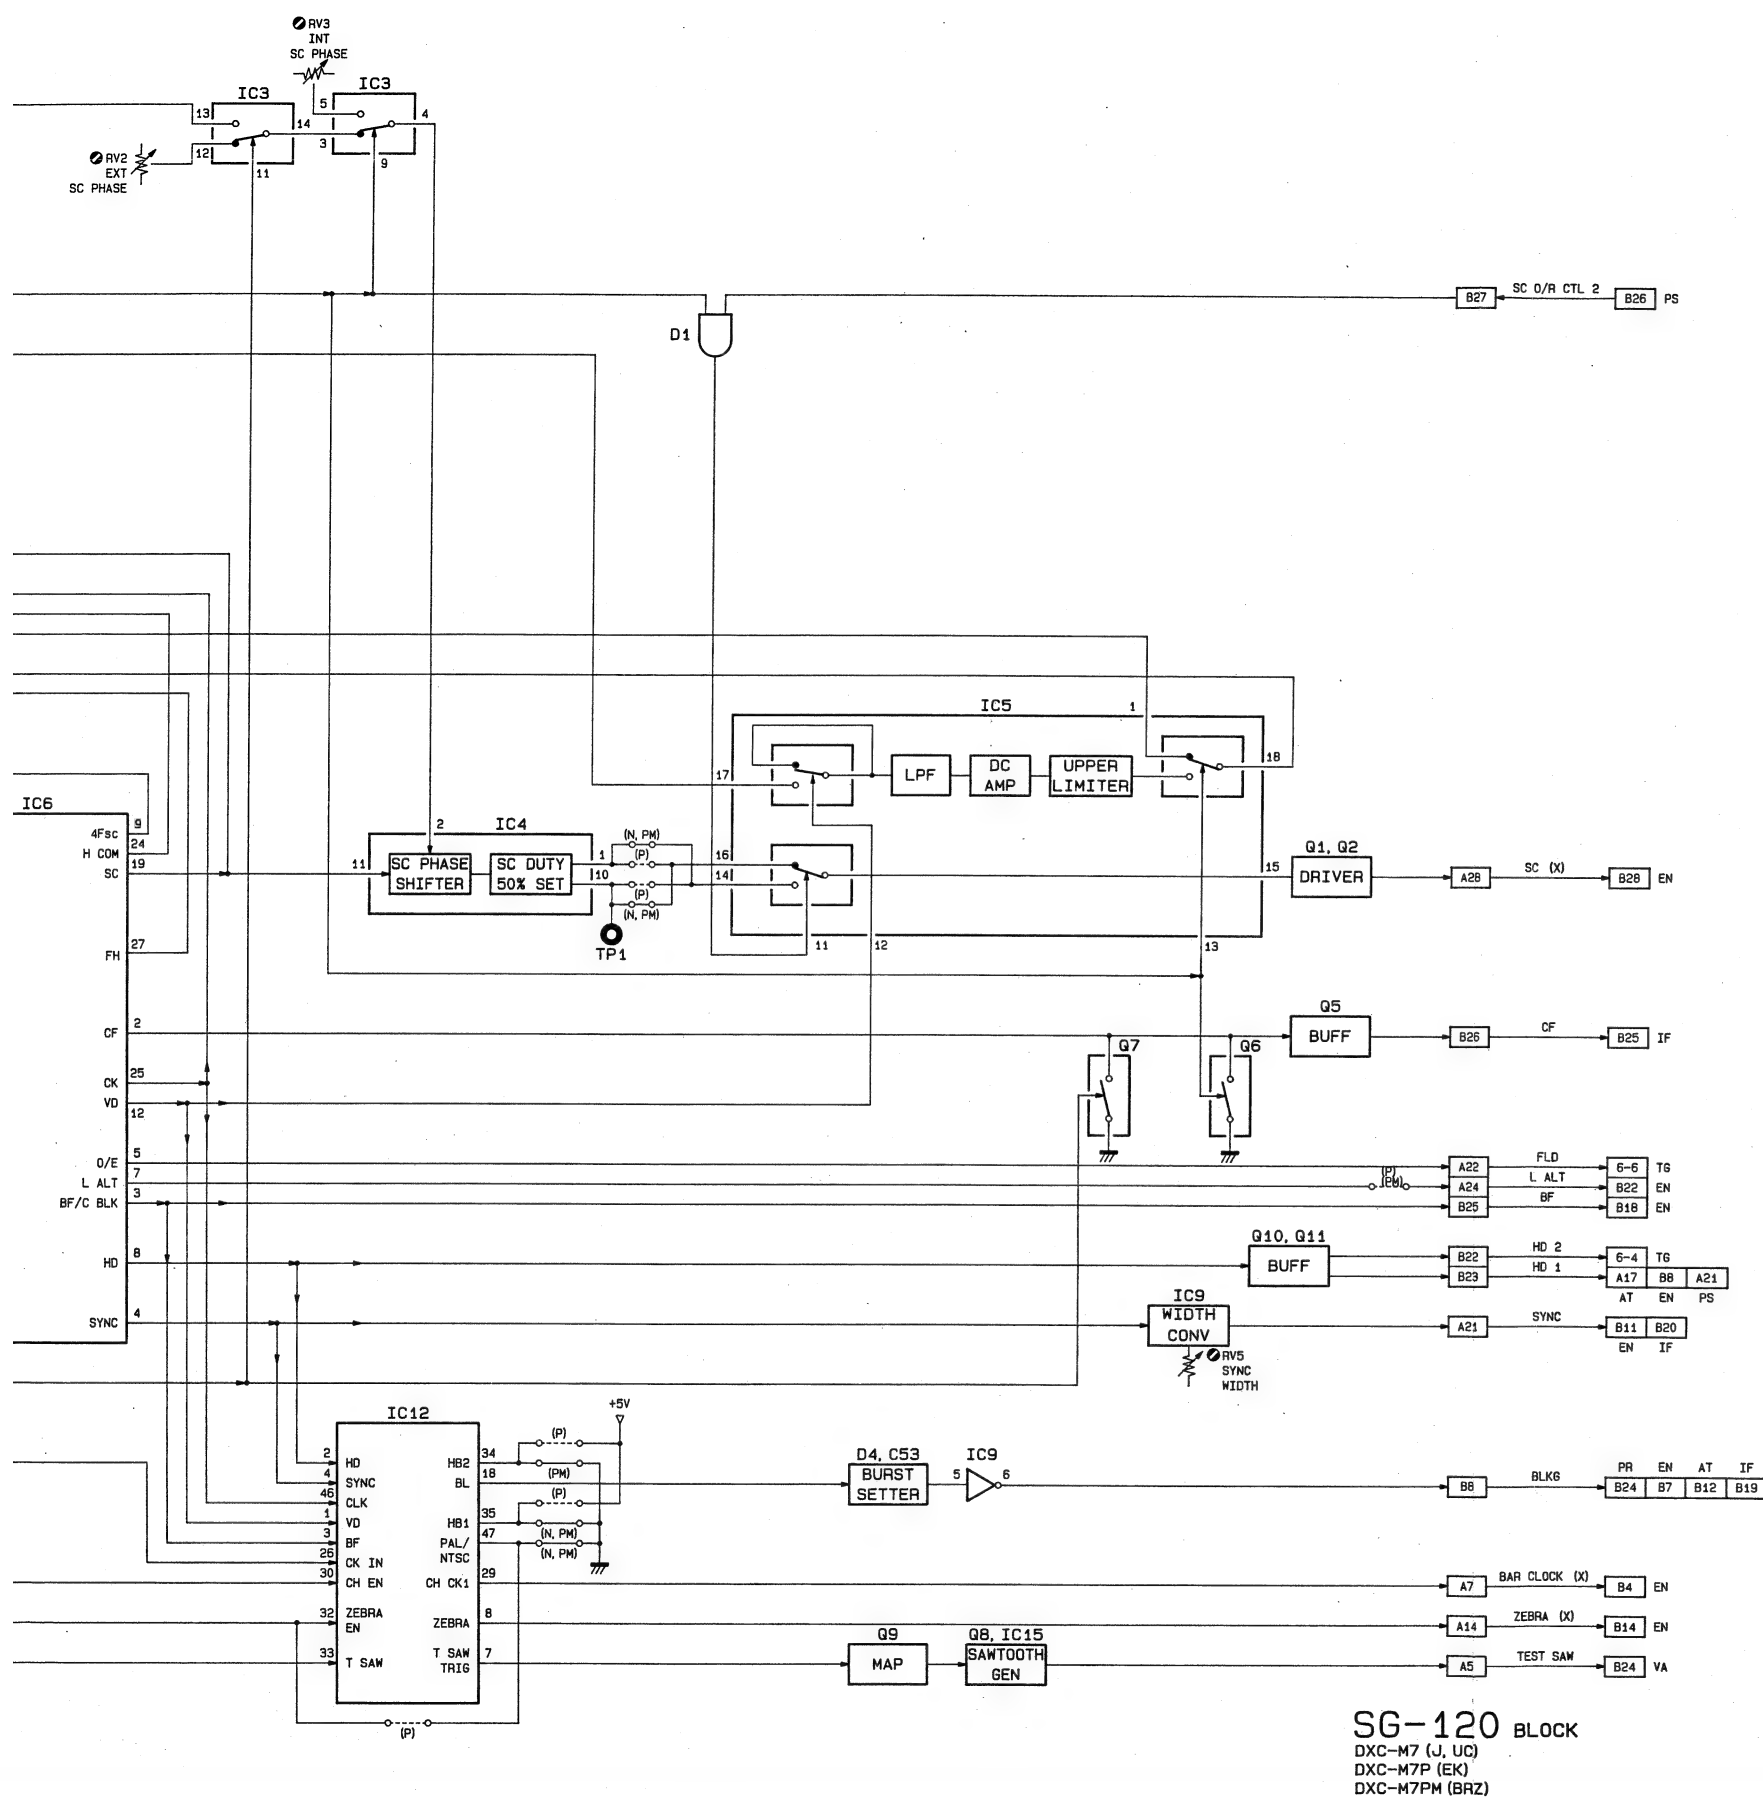 RV3
INT
SC PHASE
IC3
IC3
5
4
13
14
3
12
9
11
RV2
EXT
SC PHASE
B27
SC O/R CTL 2
B26 PS
D1
IC5
1
17
LPF
DC
AMP
UPPER
LIMITER
18
IC6
4Fsc 9
H COM 24
SC 19
IC4
2
11
SC PHASE
SHIFTER
SC DUTY
50% SET
1
10
(N, PM)
(P)
(P)
(N, PM)
TP1
16
14
15
Q1, Q2
DRIVER
A28
SC (X)
B28 EN
11
12
13
FH 27
CF 2
Q5
BUFF
B26
CF
B25 IF
Q7
Q6
CK 25
VD 12
O/E 5
L ALT 7
BF/C BLK 3
(P)
(PM)
A22
FLD
6-6 TG
A24
L ALT
B22 EN
B25
BF
B18 EN
HD 8
Q10, Q11
BUFF
B22
HD 2
6-4 TG
B23
HD 1
A17 B8 A21
AT EN PS
SYNC 4
IC9
WIDTH
CONV
A21
SYNC
B11 B20
EN IF
RV5
SYNC
WIDTH
+5V
IC12
2 HD
4 SYNC
46 CLK
1 VD
3 BF
26 CK IN
30 CH EN
32 ZEBRA
EN
33 T SAW
HB2 34
BL 18
HB1 35
PAL/ 47
NTSC
CH CK1 29
ZEBRA 8
T SAW 7
TRIG
(P)
(PM)
(P)
(N, PM)
(N, PM)
(P)
D4, C53
BURST
SETTER
IC9
5
6
B8
BLKG
PR EN AT IF
B24 B7 B12 B19
A7
BAR CLOCK (X)
B4 EN
A14
ZEBRA (X)
B14 EN
Q9
MAP
Q8, IC15
SAWTOOTH
GEN
A5
TEST SAW
B24 VA
SG-120 BLOCK
DXC-M7 (J, UC)
DXC-M7P (EK)
DXC-M7PM (BRZ)